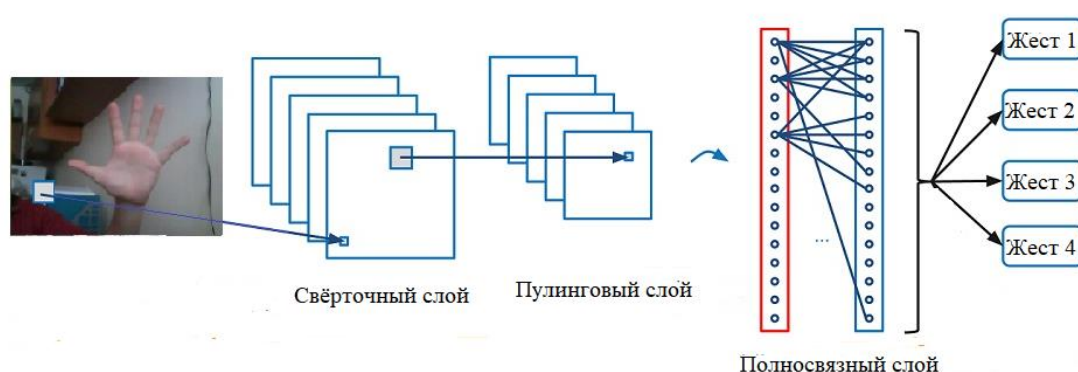 Жест 1
Жест 2
Жест 3
Жест 4
Свёрточный слой
Пулинговый слой
...
Полносвязный слой